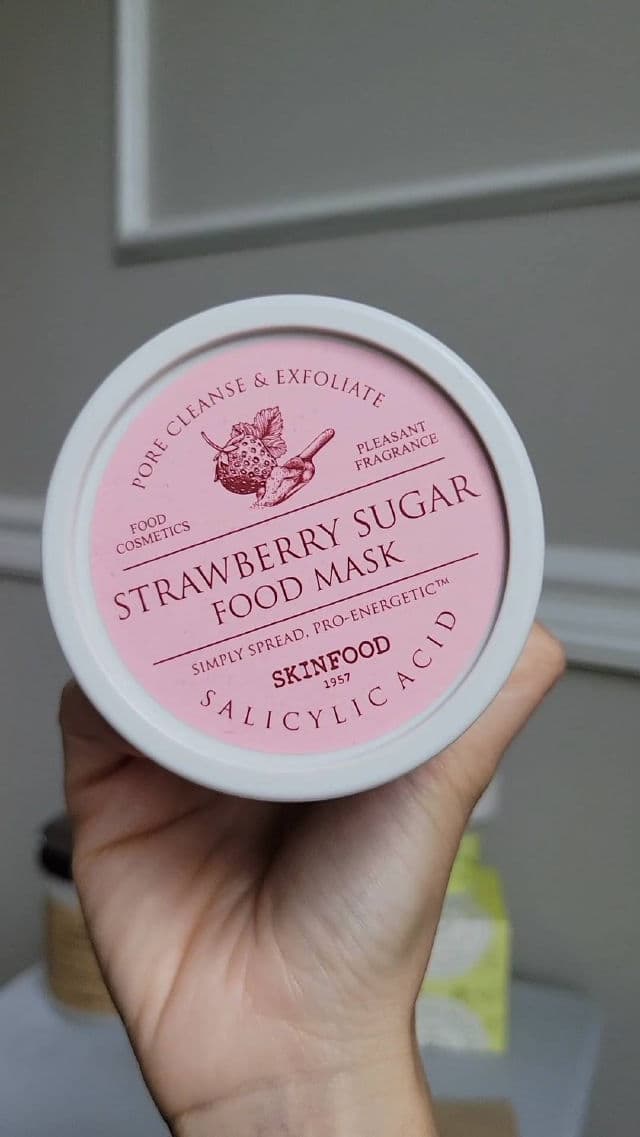 PORE CLEANSE & EXFOLIATE
PLEASANT
FRAGRANCE
FOOD
COSMETICS
STRAWBERRY SUGAR
FOOD MASK
SIMPLY SPREAD, PRO-ENERGETIC™
SKINFOOD
1957
SALICYLIC ACID